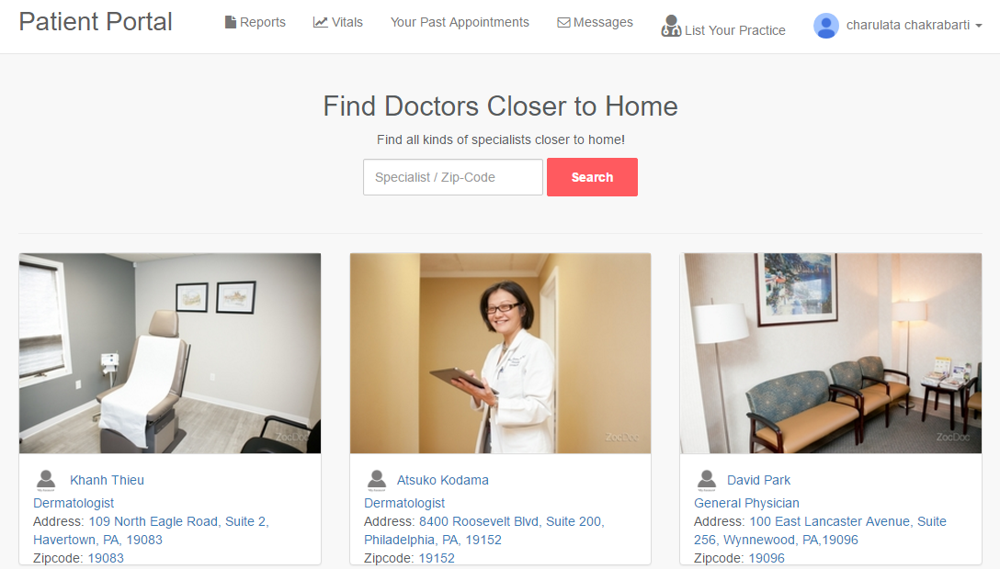 Patient Portal
Reports
Vitals
Your Past Appointments
Messages
List Your Practice
charulata chakrabarti
Find Doctors Closer to Home
Find all kinds of specialists closer to home!
Specialist / Zip-Code
Search
ZocDoc
ZocDoc
ZocDoc
Khanh Thieu
Dermatologist
Address: 109 North Eagle Road, Suite 2,
Havertown, PA, 19083
Zipcode: 19083
Atsuko Kodama
Dermatologist
Address: 8400 Roosevelt Blvd, Suite 200,
Philadelphia, PA, 19152
Zipcode: 19152
David Park
General Physician
Address: 100 East Lancaster Avenue, Suite
256, Wynnewood, PA,19096
Zipcode: 19096